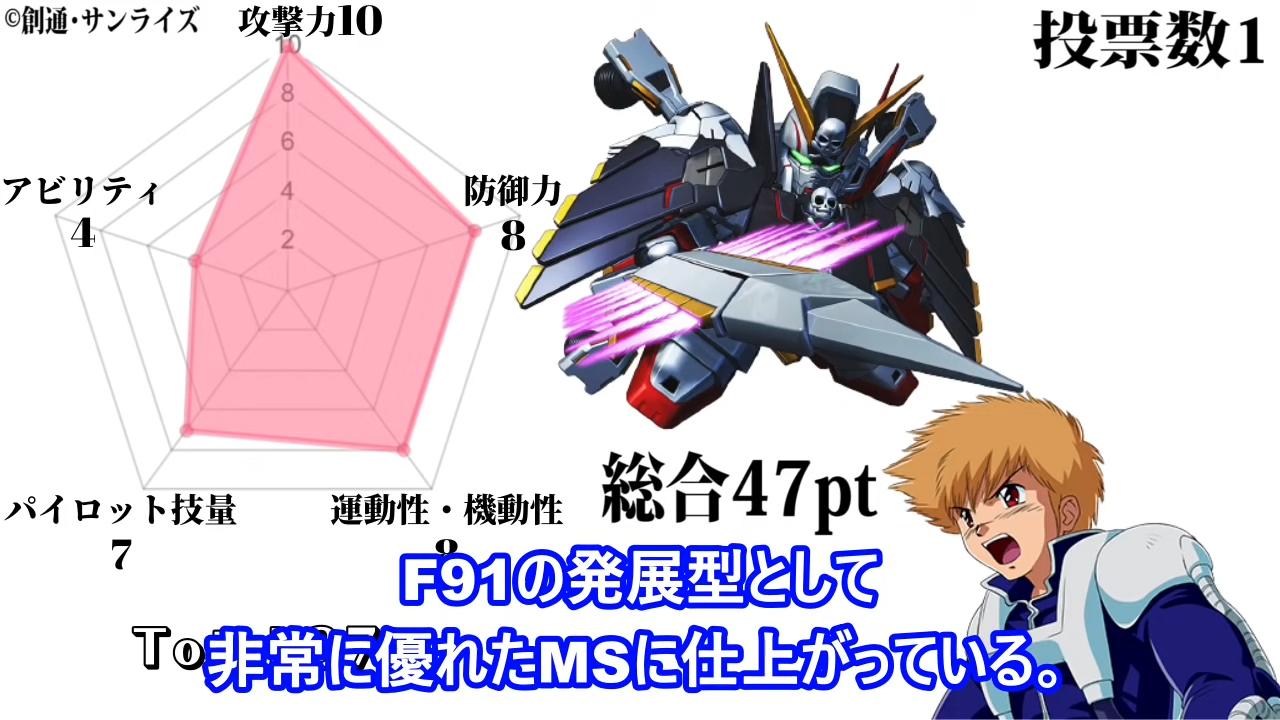 ©創通・サンライズ
攻撃力10
投票数1
10
8
6
4
2
アビリティ
4
防御力
8
パイロット技量
7
運動性・機動性
総合47pt
F91の発展型として
非常に優れたMSに仕上がっている。